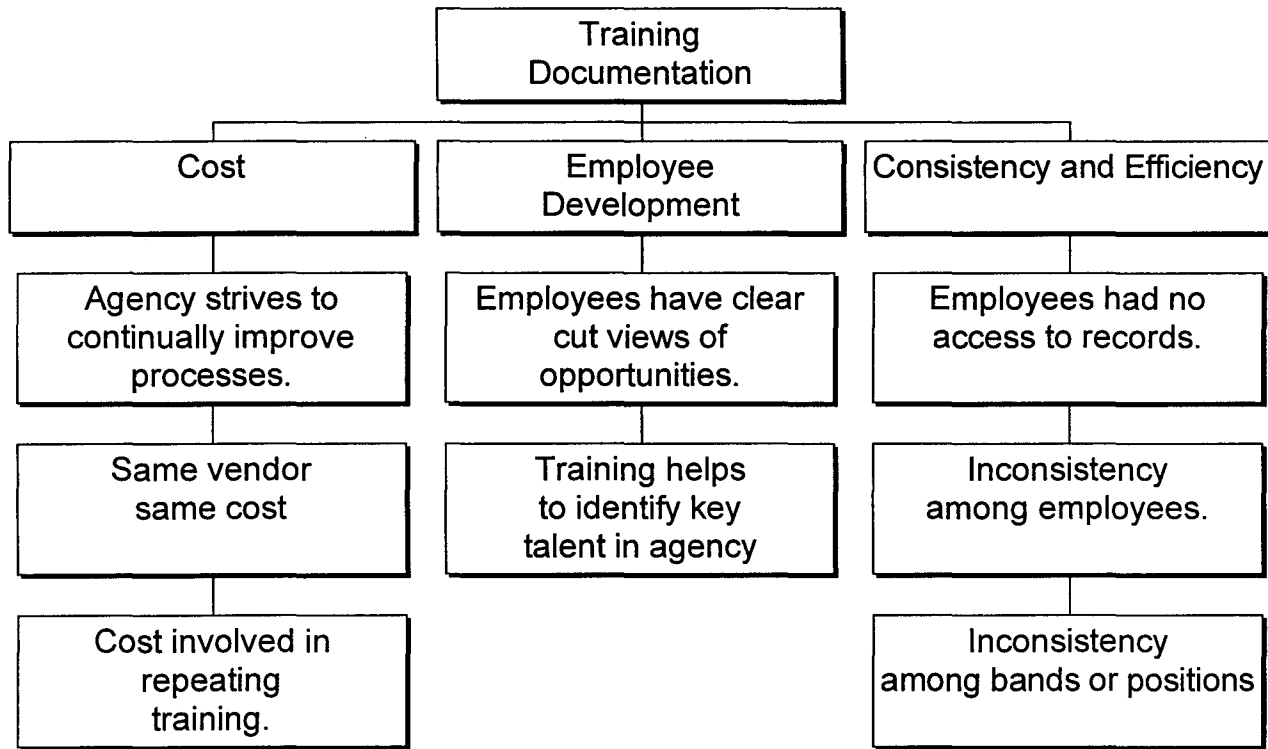 Training
Documentation
Cost
Employee
Development
Consistency and Efficiency
Agency strives to
continually improve
processes.
Employees have clear
cut views of
opportunities.
Employees had no
access to records.
Same vendor
same cost
Training helps
to identify key
talent in agency
Inconsistency
among employees.
Cost involved in
repeating
training.
Inconsistency
among bands or positions